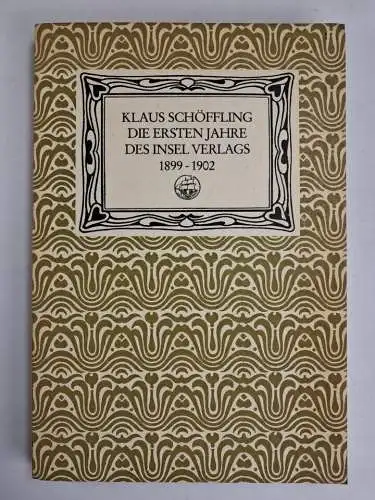 KLAUS SCHÖFFLING
DIE ERSTEN JAHRE
DES INSEL VERLAGS
1899-1902